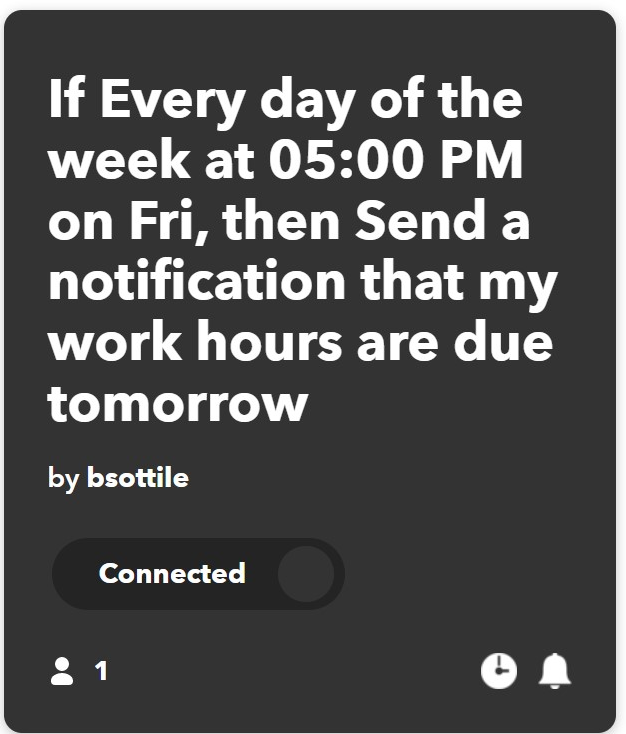 If Every day of the
week at 05:00 PM
on Fri, then Send a
notification that my
work hours are due
tomorrow
by bsottile
Connected
1